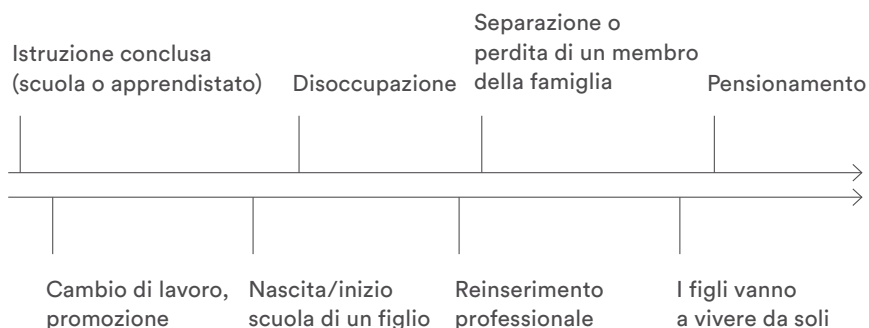 Istruzione conclusa
(scuola o apprendistato)
Disoccupazione
Separazione o
perdita di un membro
della famiglia
Pensionamento
Cambio di lavoro,
promozione
Nascita/inizio
scuola di un figlio
Reinserimento
professionale
I figli vanno
a vivere da soli